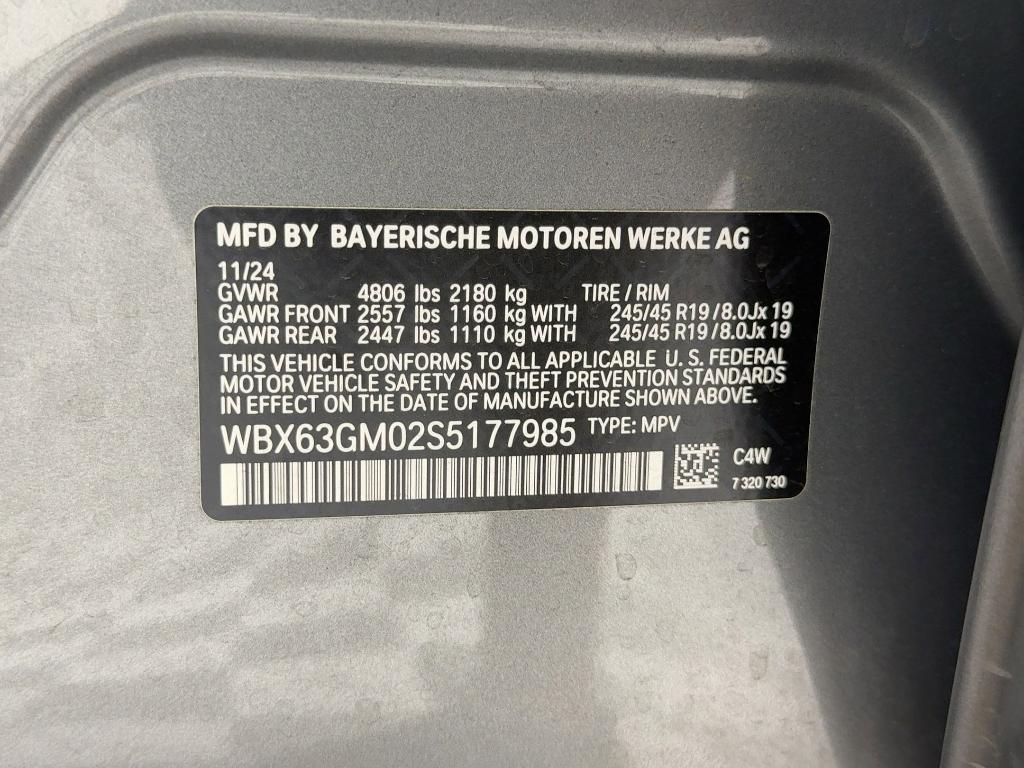 MFD BY BAYERISCHE MOTOREN WERKE AG
11/24
GVWR 4806 lbs 2180 kg TIRE / RIM
GAWR FRONT 2557 lbs 1160 kg WITH 245/45 R19 / 8.0Jx 19
GAWR REAR 2447 lbs 1110 kg WITH 245/45 R19 / 8.0Jx 19
THIS VEHICLE CONFORMS TO ALL APPLICABLE U. S. FEDERAL
MOTOR VEHICLE SAFETY AND THEFT PREVENTION STANDARDS
IN EFFECT ON THE DATE OF MANUFACTURE SHOWN ABOVE.
WBX63GM02S5177985 TYPE: MPV
C4W
7 320 730